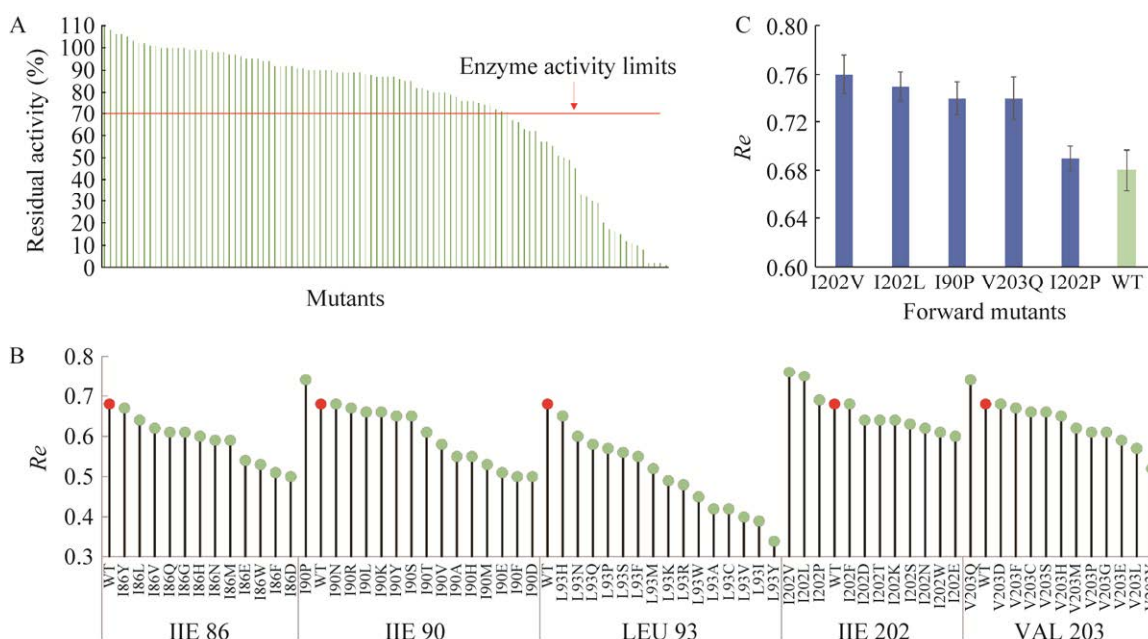 A
110
100
90
80
70
60
50
40
30
20
10
0
Residual activity (%)
Enzyme activity limits
Mutants
C
0.80
0.76
0.72
0.68
0.64
0.60
Re
I202V I202L I90P V203Q I202P WT
Forward mutants
B
0.8
0.7
0.6
0.5
0.4
0.3
Re
WT I86Y I86L I86V I86Q I86G I86H I86N I86M I86E I86W I86F I86D I90P WT I90N I90R I90L I90K I90Y I90S I90T I90V I90A I90H I90M I90E I90F I90D WT L93H L93N L93Q L93P L93S L93F L93M L93K L93R L93W L93A L93C L93V L93I L93Y I202V I202L I202P WT I202F I202D I202T I202K I202S I202N I202W I202E V203Q WT V203D V203F V203C V203S V203H V203M V203P V203G V203E V203L
IIE 86 IIE 90 LEU 93 IIE 202 VAL 203